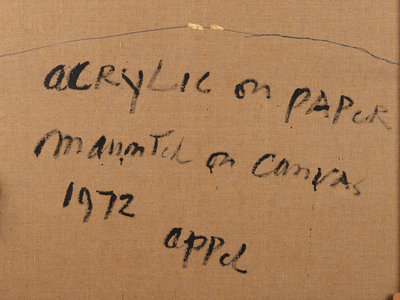 acrylic on paper
mounted on canvas
1972
appel